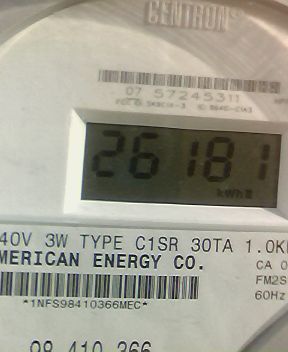 CENTRON®
07 57245311
26181
kWh
40V 3W TYPE C1SR 30TA 1.0K
MERICAN ENERGY CO.
CA 0
FM2S
*1NFS98410366MEC*
60Hz
98 410 366